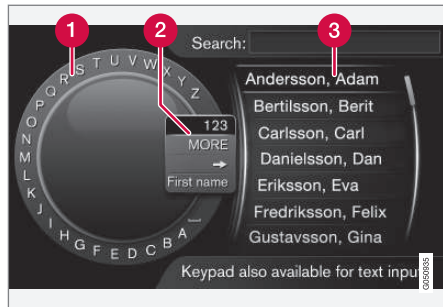 1
2
3
Search:
A B C D E F G H I J K L M N O P Q R S T U V W X Y Z
123
MORE
First name
Andersson, Adam
Bertilsson, Berit
Carlsson, Carl
Danielsson, Dan
Eriksson, Eva
Fredriksson, Felix
Gustavsson, Gina
Keypad also available for text input
G050935